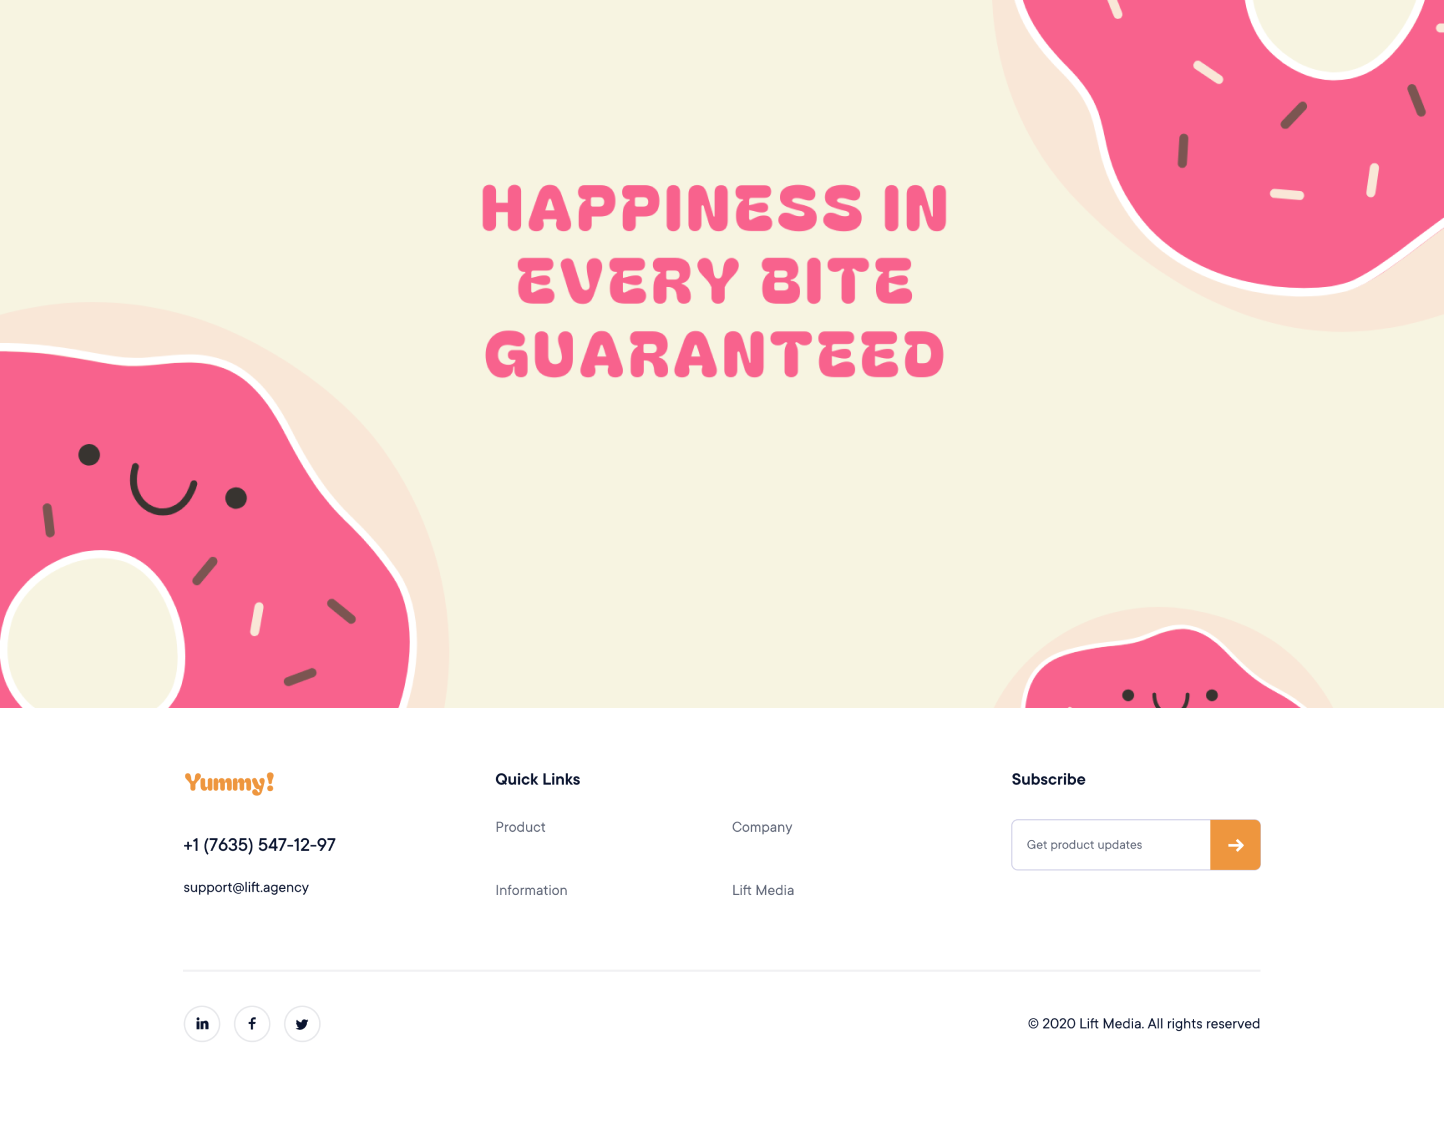 HAPPINESS IN
EVERY BITE
GUARANTEED
Yummy!
+1 (7635) 547-12-97
support@lift.agency
Quick Links
Product
Company
Information
Lift Media
Subscribe
Get product updates
in f
© 2020 Lift Media. All rights reserved